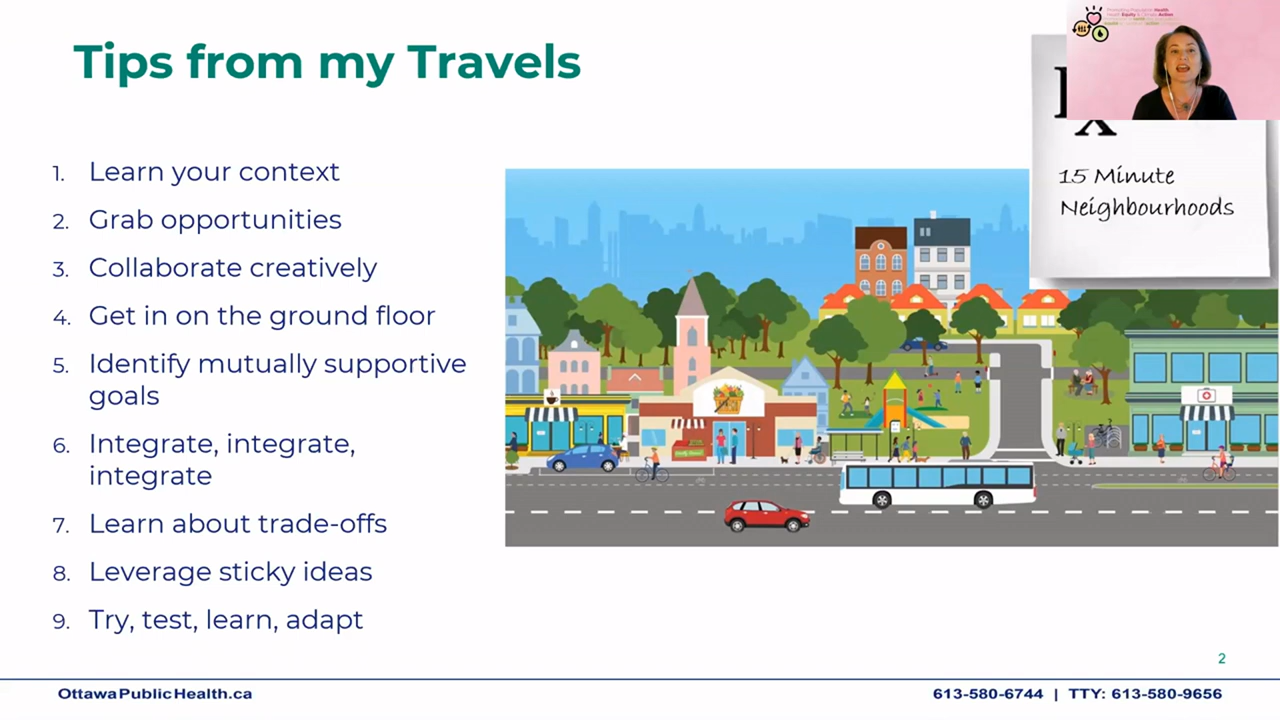 Tips from my Travels
1. Learn your context
2. Grab opportunities
3. Collaborate creatively
4. Get in on the ground floor
5. Identify mutually supportive
goals
6. Integrate, integrate,
integrate
7. Learn about trade-offs
8. Leverage sticky ideas
9. Try, test, learn, adapt
15 Minute
Neighbourhoods
2
OttawaPublicHealth.ca
613-580-6744 | TTY: 613-580-9656